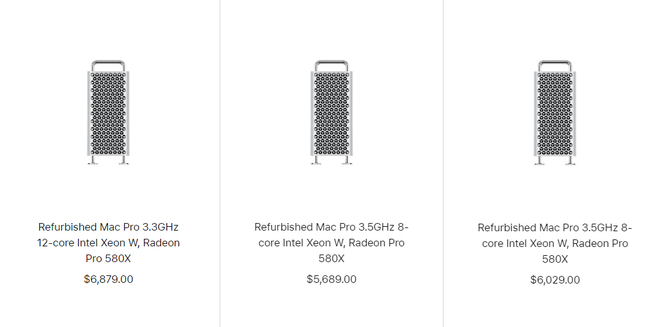 Refurbished Mac Pro 3.3GHz
12-core Intel Xeon W, Radeon
Pro 580X
$6,879.00
Refurbished Mac Pro 3.5GHz 8-
core Intel Xeon W, Radeon Pro
580X
$5,689.00
Refurbished Mac Pro 3.5GHz 8-
core Intel Xeon W, Radeon Pro
580X
$6,029.00